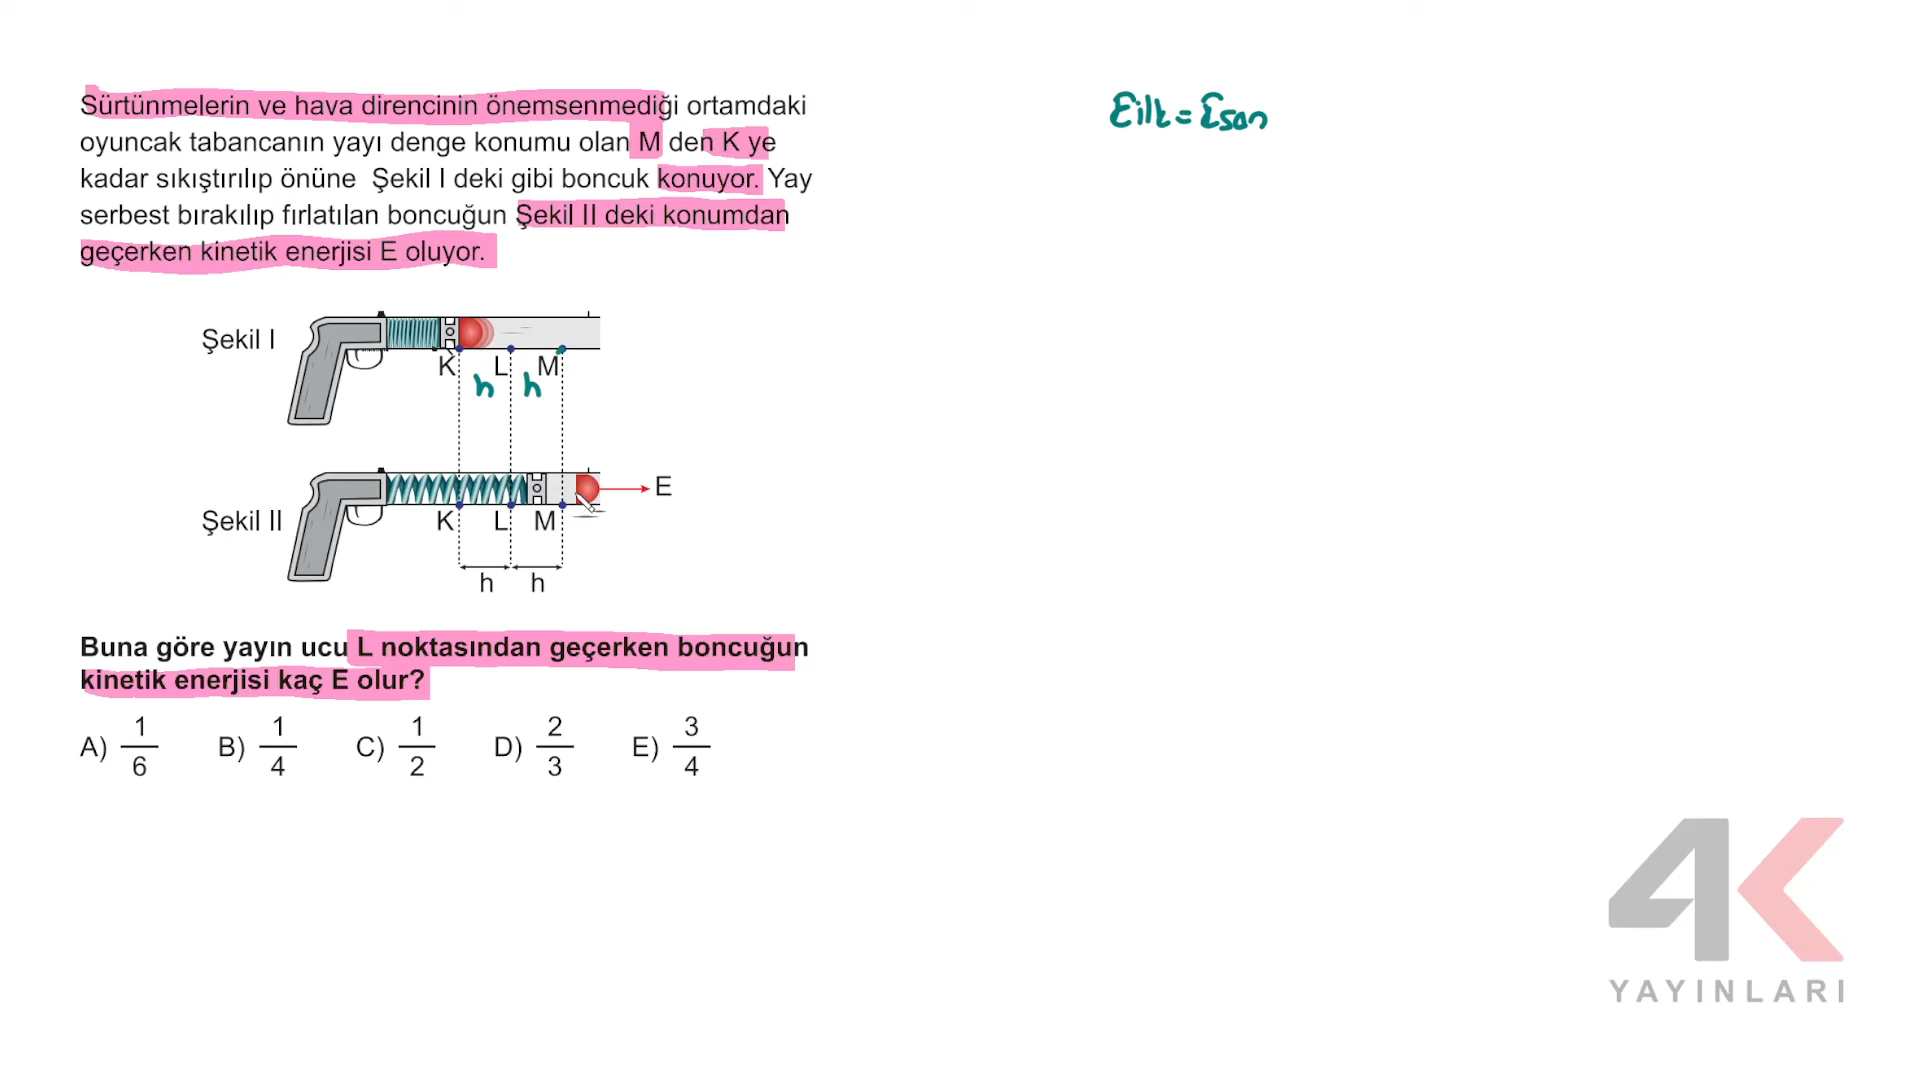 Sürtünmelerin ve hava direncinin önemsenmediği ortamdaki
oyuncak tabancanın yayı denge konumu olan M den K ye
kadar sıkıştırılıp önüne Şekil I deki gibi boncuk konuyor. Yay
serbest bırakılıp fırlatılan boncuğun Şekil II deki konumdan
geçerken kinetik enerjisi E oluyor.
Eilk = Eson
Şekil I
K L M
h h
E
Şekil II
K L M
h h
Buna göre yayın ucu L noktasından geçerken boncuğun
kinetik enerjisi kaç E olur?
A) 1/6 B) 1/4 C) 1/2 D) 2/3 E) 3/4
4K
YAYINLARI